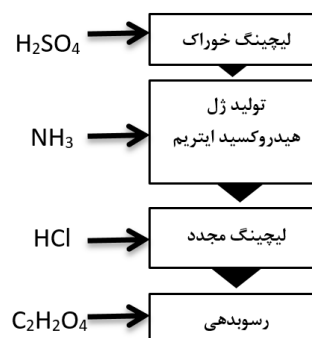 H₂SO₄
لیچینگ خوراک
تولید ژل
هیدروکسید ایتریم
NH₃
HCl
لیچینگ مجدد
C₂H₂O₄
رسوبدهی